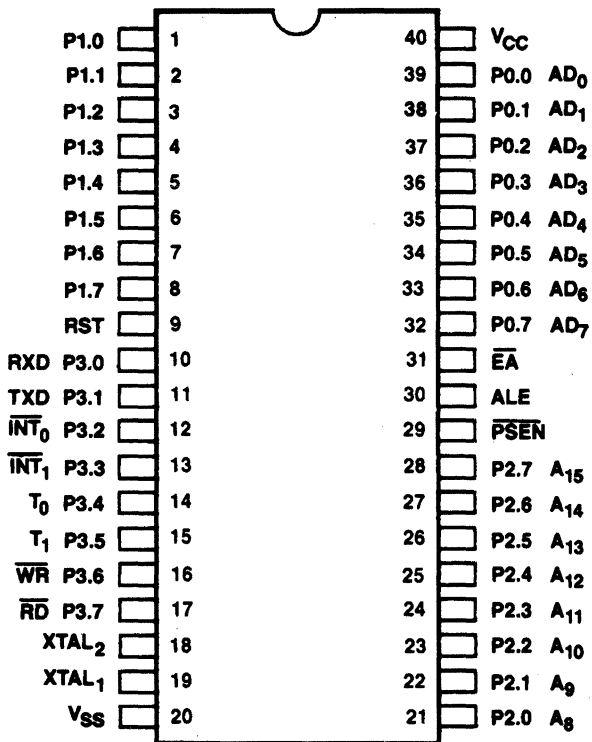 P1.0 1 40 VCC
P1.1 2 39 P0.0 AD0
P1.2 3 38 P0.1 AD1
P1.3 4 37 P0.2 AD2
P1.4 5 36 P0.3 AD3
P1.5 6 35 P0.4 AD4
P1.6 7 34 P0.5 AD5
P1.7 8 33 P0.6 AD6
RST 9 32 P0.7 AD7
RXD P3.0 10 31 E̅A̅
TXD P3.1 11 30 ALE
I̅N̅T̅0 P3.2 12 29 P̅S̅E̅N̅
I̅N̅T̅1 P3.3 13 28 P2.7 A15
T0 P3.4 14 27 P2.6 A14
T1 P3.5 15 26 P2.5 A13
W̅R̅ P3.6 16 25 P2.4 A12
R̅D̅ P3.7 17 24 P2.3 A11
XTAL2 18 23 P2.2 A10
XTAL1 19 22 P2.1 A9
VSS 20 21 P2.0 A8